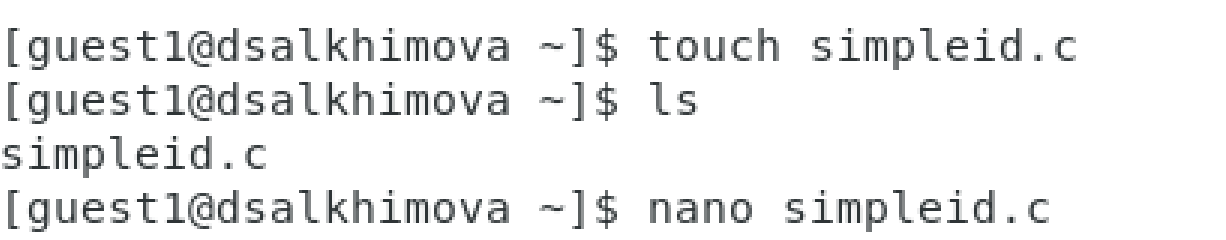 [guest1@dsalkhimova ~]$ touch simpleid.c
[guest1@dsalkhimova ~]$ ls
simpleid.c
[guest1@dsalkhimova ~]$ nano simpleid.c